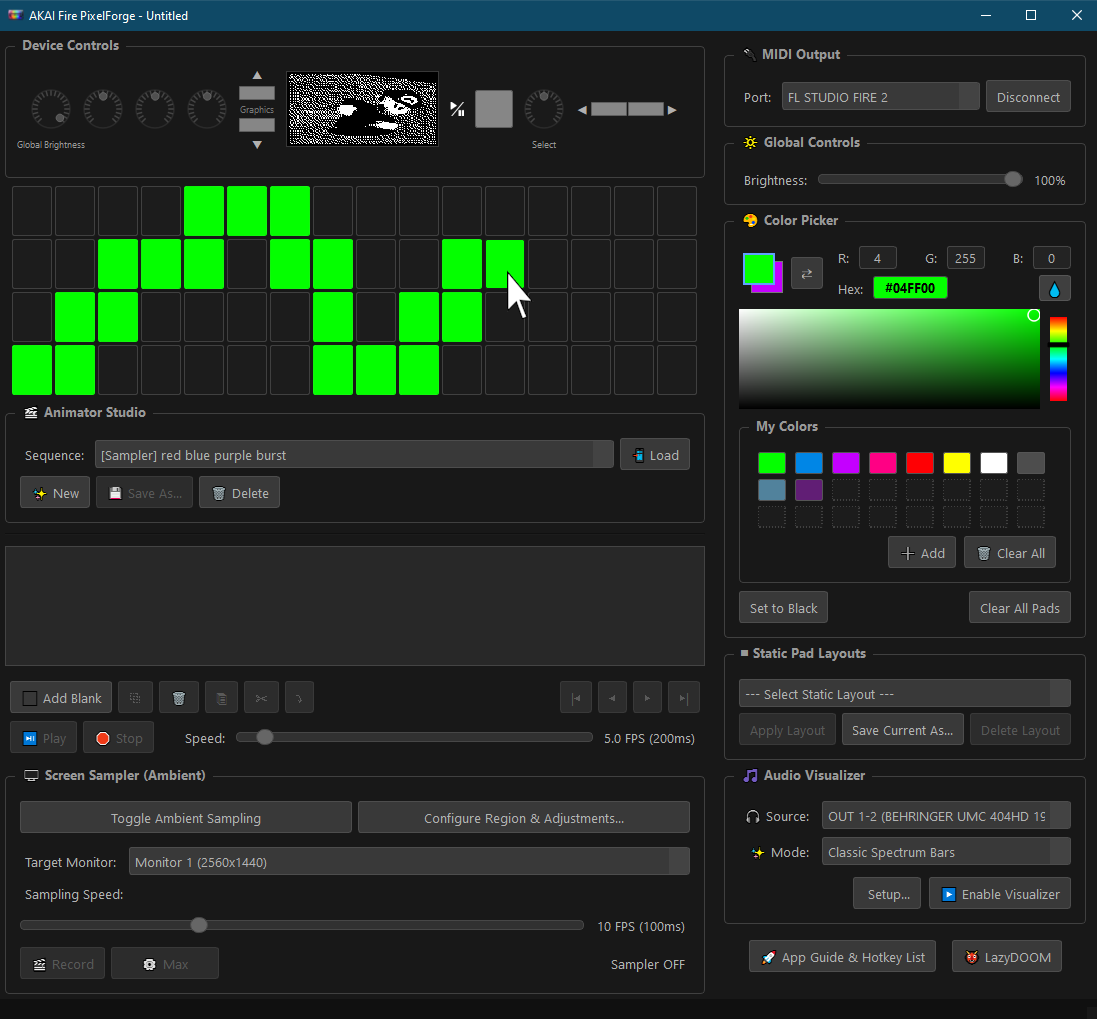 AKAI Fire PixelForge - Untitled
Device Controls
Graphics
Global Brightness
Select
MIDI Output
Port: FL STUDIO FIRE 2 Disconnect
Global Controls
Brightness: 100%
Color Picker
R: 4 G: 255 B: 0
Hex: #04FF00
My Colors
Add Clear All
Set to Black Clear All Pads
Animator Studio
Sequence: [Sampler] red blue purple burst Load
New Save As... Delete
Add Blank
Play Stop Speed: 5.0 FPS (200ms)
Static Pad Layouts
--- Select Static Layout ---
Apply Layout Save Current As... Delete Layout
Screen Sampler (Ambient)
Toggle Ambient Sampling Configure Region & Adjustments...
Target Monitor: Monitor 1 (2560x1440)
Sampling Speed:
10 FPS (100ms)
Record Max Sampler OFF
Audio Visualizer
Source: OUT 1-2 (BEHRINGER UMC 404HD 19
Mode: Classic Spectrum Bars
Setup... Enable Visualizer
App Guide & Hotkey List LazyDOOM